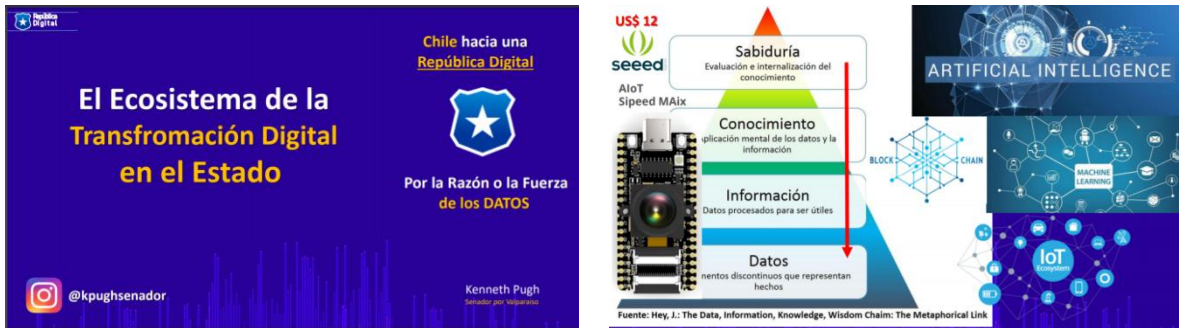 República
Digital
Chile hacia una
República Digital
El Ecosistema de la
Transfromación Digital
en el Estado
Por la Razón o la Fuerza
de los DATOS
@kpughsenador
Kenneth Pugh
Senador por Valparaíso
US$ 12
seeed
AIoT
Sipeed MAix
Sabiduría
Evaluación e internalización del
conocimiento
Conocimiento
plicación mental de los datos y la
información
Información
Datos procesados para ser útiles
Datos
mentos discontinuos que representan
hechos
Fuente: Hey, J.: The Data, Information, Knowledge, Wisdom Chaim: The Metaphorical Link
ARTIFICIAL INTELLIGENCE
BLOCK CHAIN
MACHINE
LEARNING
IoT
Ecosystem